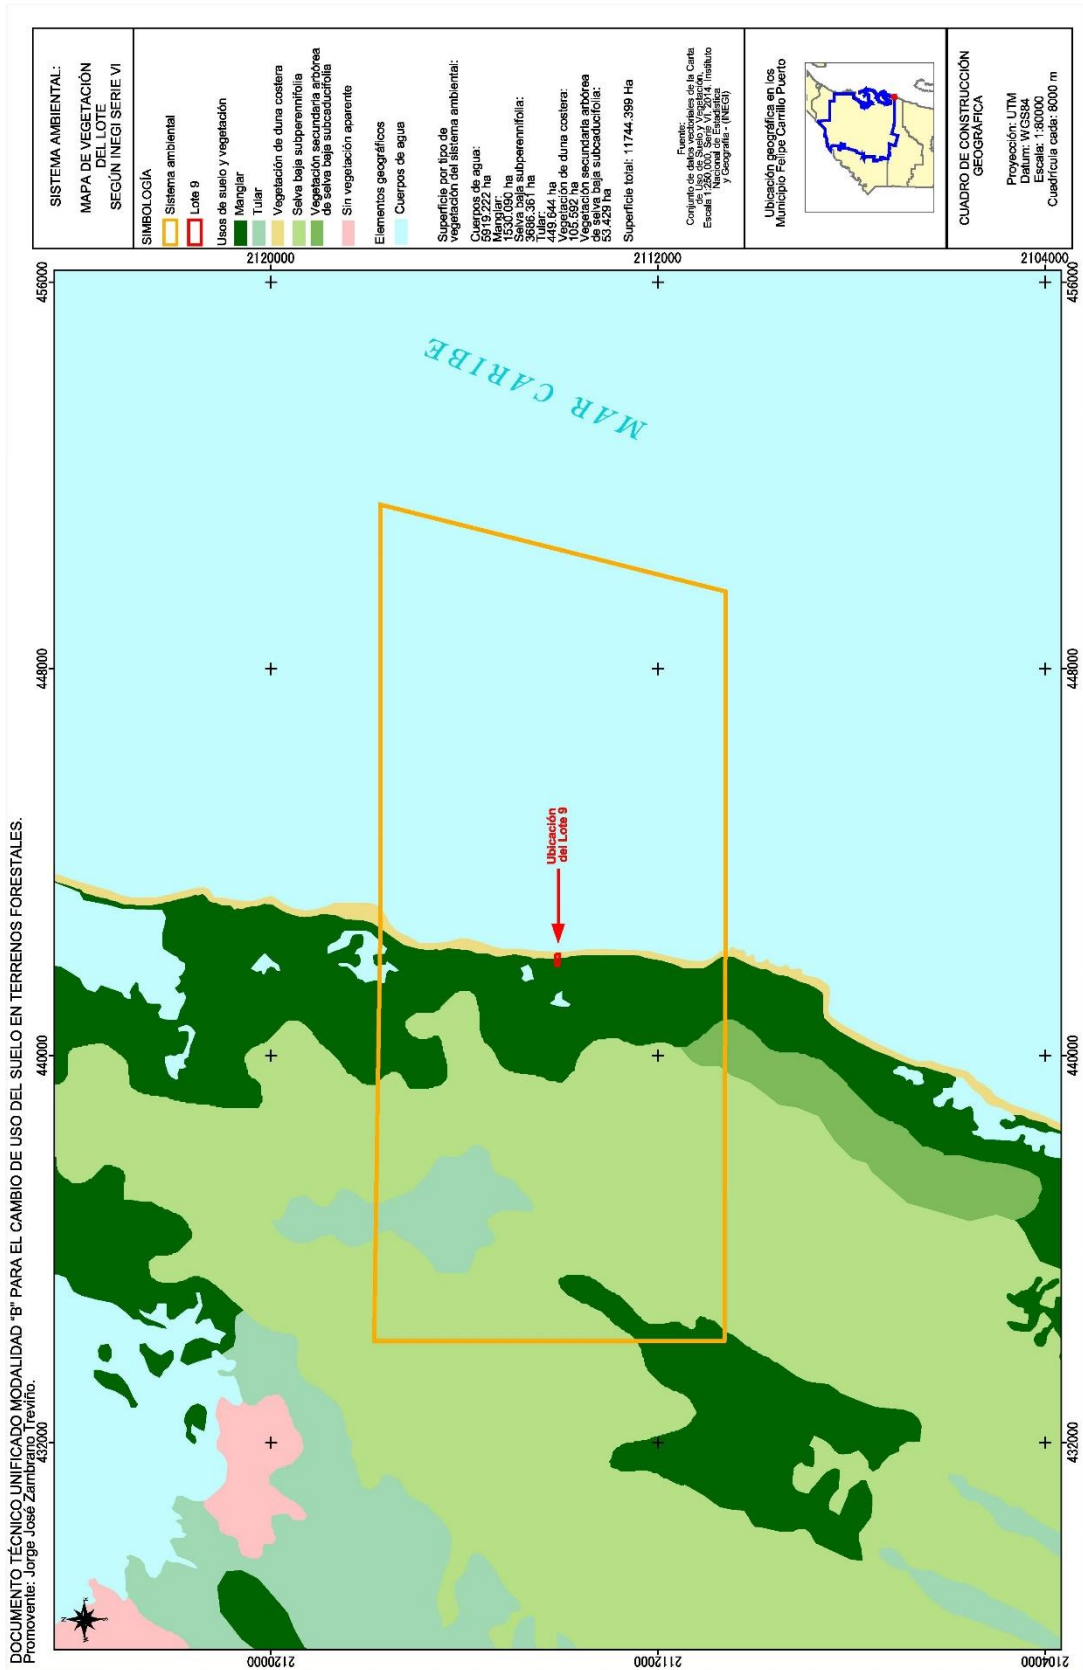 DOCUMENTO TÉCNICO UNIFICADO MODALIDAD "B" PARA EL CAMBIO DE USO DEL SUELO EN TERRENOS FORESTALES.
Promovente: Jorge José Zambrano Treviño.
432000
440000
448000
456000
2120000
2112000
2104000
2120000
2112000
2104000
432000
440000
448000
456000
MAR CARIBE
Ubicación
del Lote 9
N
S
SISTEMA AMBIENTAL:
MAPA DE VEGETACIÓN
DEL LOTE
SEGÚN INEGI SERIE VI
SIMBOLOGÍA
Sistema ambiental
Lote 9
Usos de suelo y vegetación
Manglar
Tular
Vegetación de duna costera
Selva baja subperennifolia
Vegetación secundaria arbórea
de selva baja subcaducifolia
Sin vegetación aparente
Elementos geográficos
Cuerpos de agua
Superficie por tipo de
vegetación del sistema ambiental:
Cuerpos de agua:
5919.222 ha
Manglar:
1530.090 ha
Selva baja subperennifolia:
3686.361 ha
Tular:
449.644 ha
Vegetación de duna costera:
105.592 ha
Vegetación secundaria arbórea
de selva baja subcaducifolia:
53.429 ha
Superficie total: 11744.399 Ha
Fuente:
Conjunto de datos vectoriales de la Carta
de Uso de Suelo y Vegetación,
Escala 1:250,000, Serie VI, 2014. Instituto
Nacional de Estadística
y Geografía - (INEGI)
Ubicación geográficas en los
Municipio Felipe Carrillo Puerto
CUADRO DE CONSTRUCCIÓN
GEOGRÁFICA
Proyección: UTM
Datum: WGS84
Escala: 1:80000
Cuadrícula cada: 8000 m